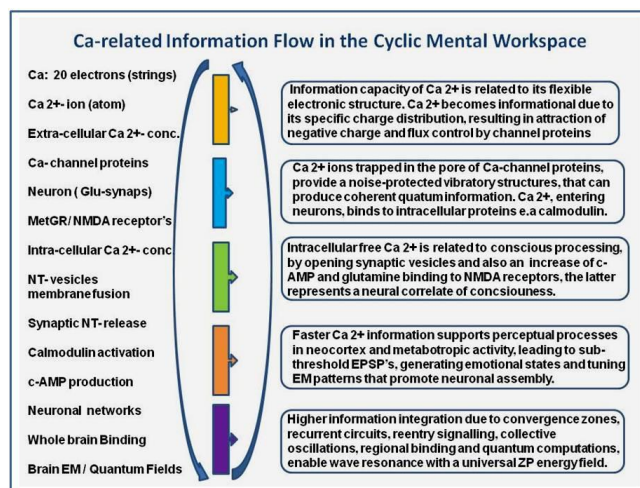 Ca-related Information Flow in the Cyclic Mental Workspace
Ca: 20 electrons (strings)
Ca 2+-ion (atom)
Extra-cellular Ca 2+- conc.
Ca- channel proteins
Neuron ( Glu-synaps)
MetGR/ NMDA receptor's
Intra-cellular Ca 2+- conc
NT- vesicles
membrane fusion
Synaptic NT-release
Calmodulin activation
c-AMP production
Neuronal networks
Whole brain Binding
Brain EM / Quantum Fields
Information capacity of Ca 2+ is related to its flexible
electronic structure. Ca 2+ becomes informational due to
its specific charge distribution, resulting in attraction of
negative charge and flux control by channel proteins
Ca 2+ ions trapped in the pore of Ca-channel proteins,
provide a noise-protected vibratory structures, that can
produce coherent quatum information. Ca 2+, entering
neurons, binds to intracellular proteins e.a calmodulin.
Intracellular free Ca 2+ is related to conscious processing,
by opening synaptic vesicles and also an increase of c-
AMP and glutamine binding to NMDA receptors, the latter
represents a neural correlate of concsiouness.
Faster Ca 2+ information supports perceptual processes
in neocortex and metabotropic activity, leading to sub-
threshold EPSP's, generating emotional states and tuning
EM patterns that promote neuronal assembly.
Higher information integration due to convergence zones,
recurrent circuits, reentry signalling, collective
oscillations, regional binding and quantum computations,
enable wave resonance with a universal ZP energy field.